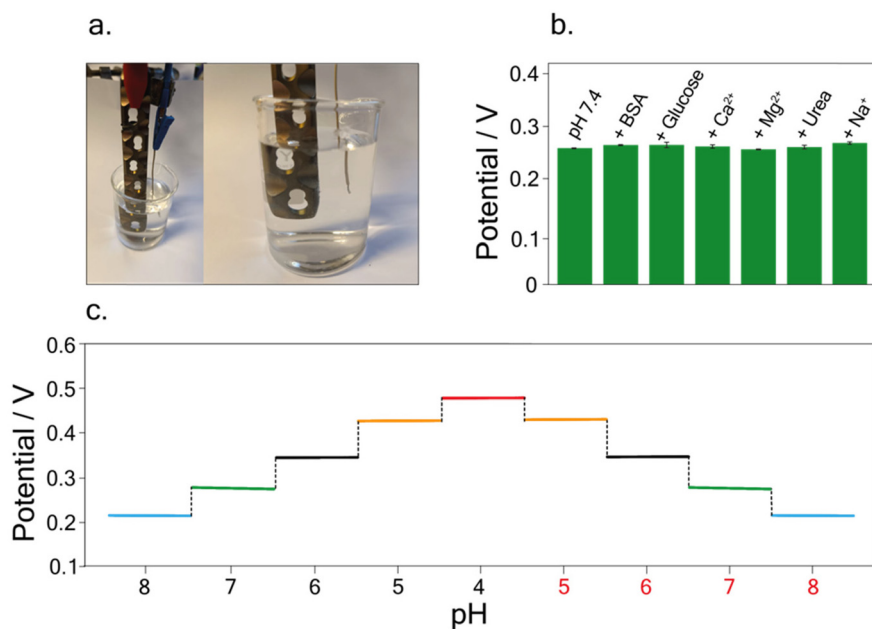 a.
b.
Potential / V
0.4
0.3
0.2
0.1
0
pH 7.4
+ BSA
+ Glucose
+ Ca²⁺
+ Mg²⁺
+ Urea
+ Na⁺
c.
Potential / V
0.6
0.5
0.4
0.3
0.2
0.1
8 7 6 5 4 5 6 7 8
pH